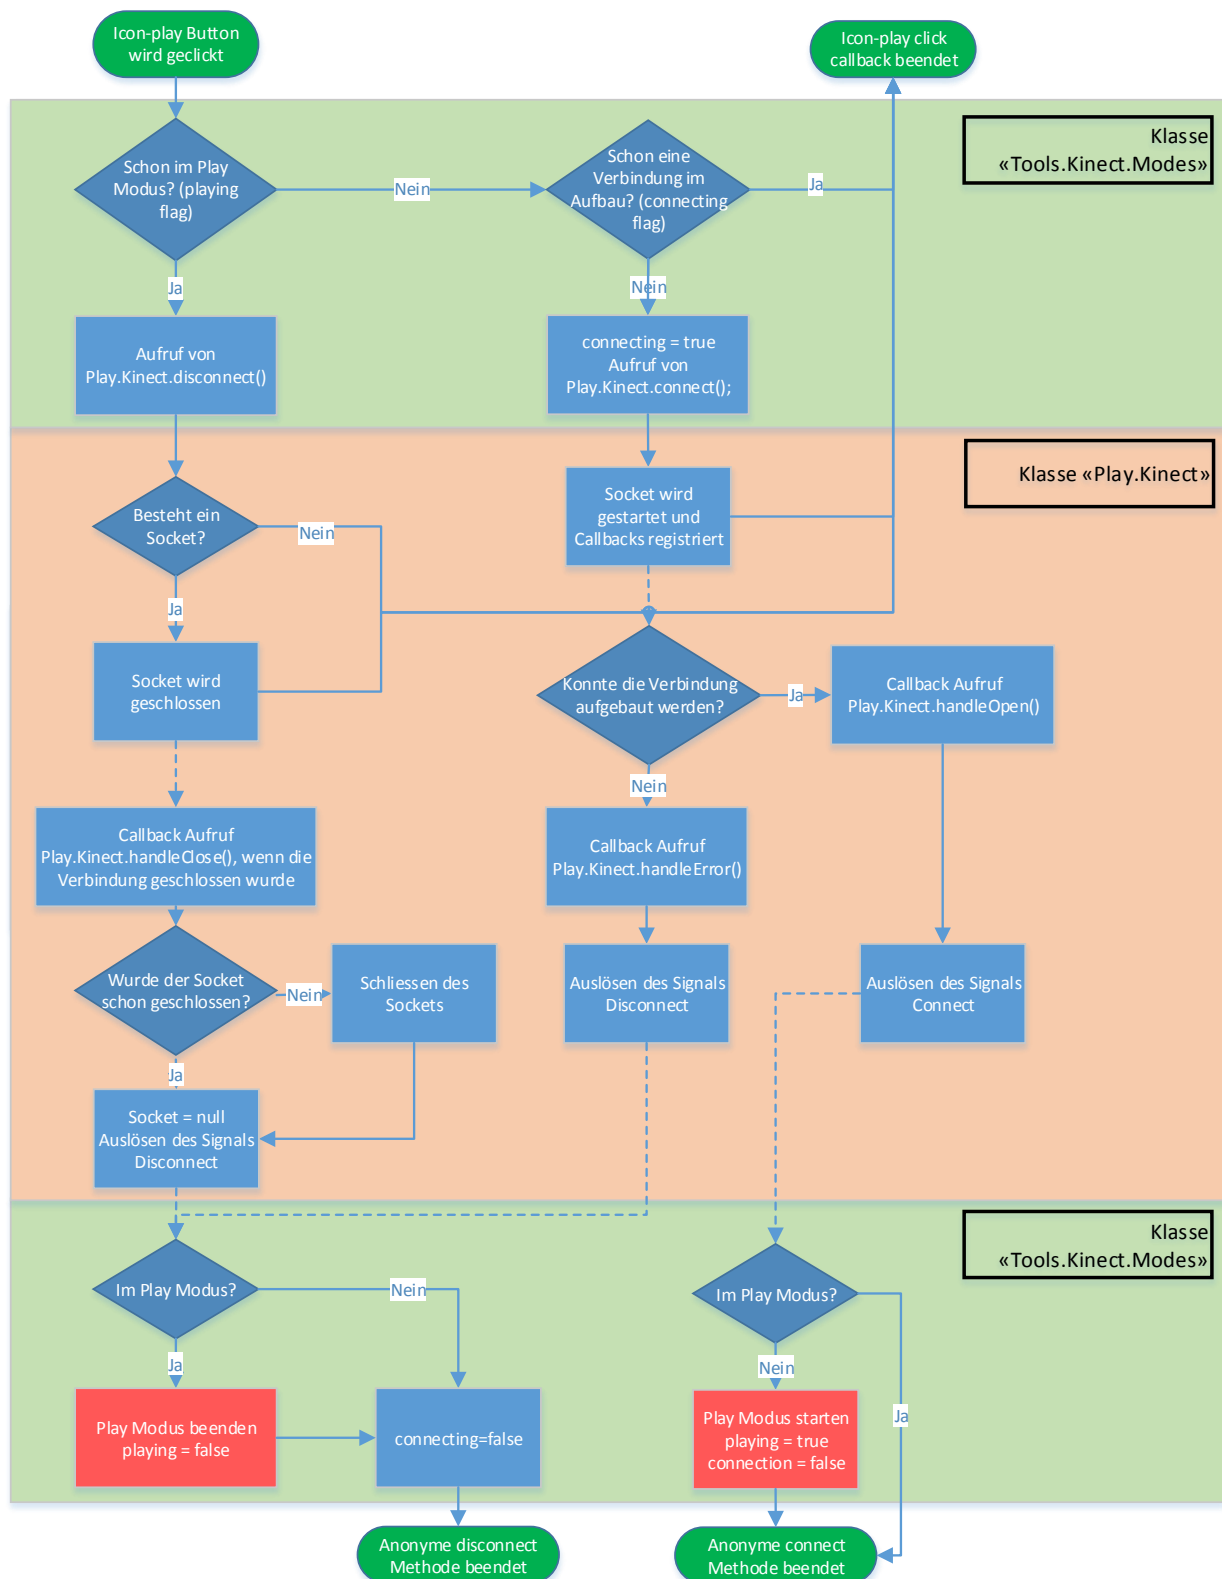 Icon-play Button
wird geclickt
Icon-play click
callback beendet
Klasse
«Tools.Kinect.Modes»
Schon im Play
Modus? (playing
flag)
Nein
Schon eine
Verbindung im
Aufbau? (connecting
flag)
Ja
Ja
Nein
Aufruf von
Play.Kinect.disconnect()
connecting = true
Aufruf von
Play.Kinect.connect();
Klasse «Play.Kinect»
Besteht ein
Socket?
Nein
Socket wird
gestartet und
Callbacks registriert
Ja
Socket wird
geschlossen
Konnte die Verbindung
aufgebaut werden?
Ja
Callback Aufruf
Play.Kinect.handleOpen()
Nein
Callback Aufruf
Play.Kinect.handleClose(), wenn die
Verbindung geschlossen wurde
Callback Aufruf
Play.Kinect.handleError()
Wurde der Socket
schon geschlossen?
Nein
Schliessen des
Sockets
Auslösen des Signals
Disconnect
Auslösen des Signals
Connect
Ja
Socket = null
Auslösen des Signals
Disconnect
Klasse
«Tools.Kinect.Modes»
Im Play Modus?
Nein
Im Play Modus?
Ja
Nein
Play Modus beenden
playing = false
connecting=false
Play Modus starten
playing = true
connection = false
Ja
Anonyme disconnect
Methode beendet
Anonyme connect
Methode beendet